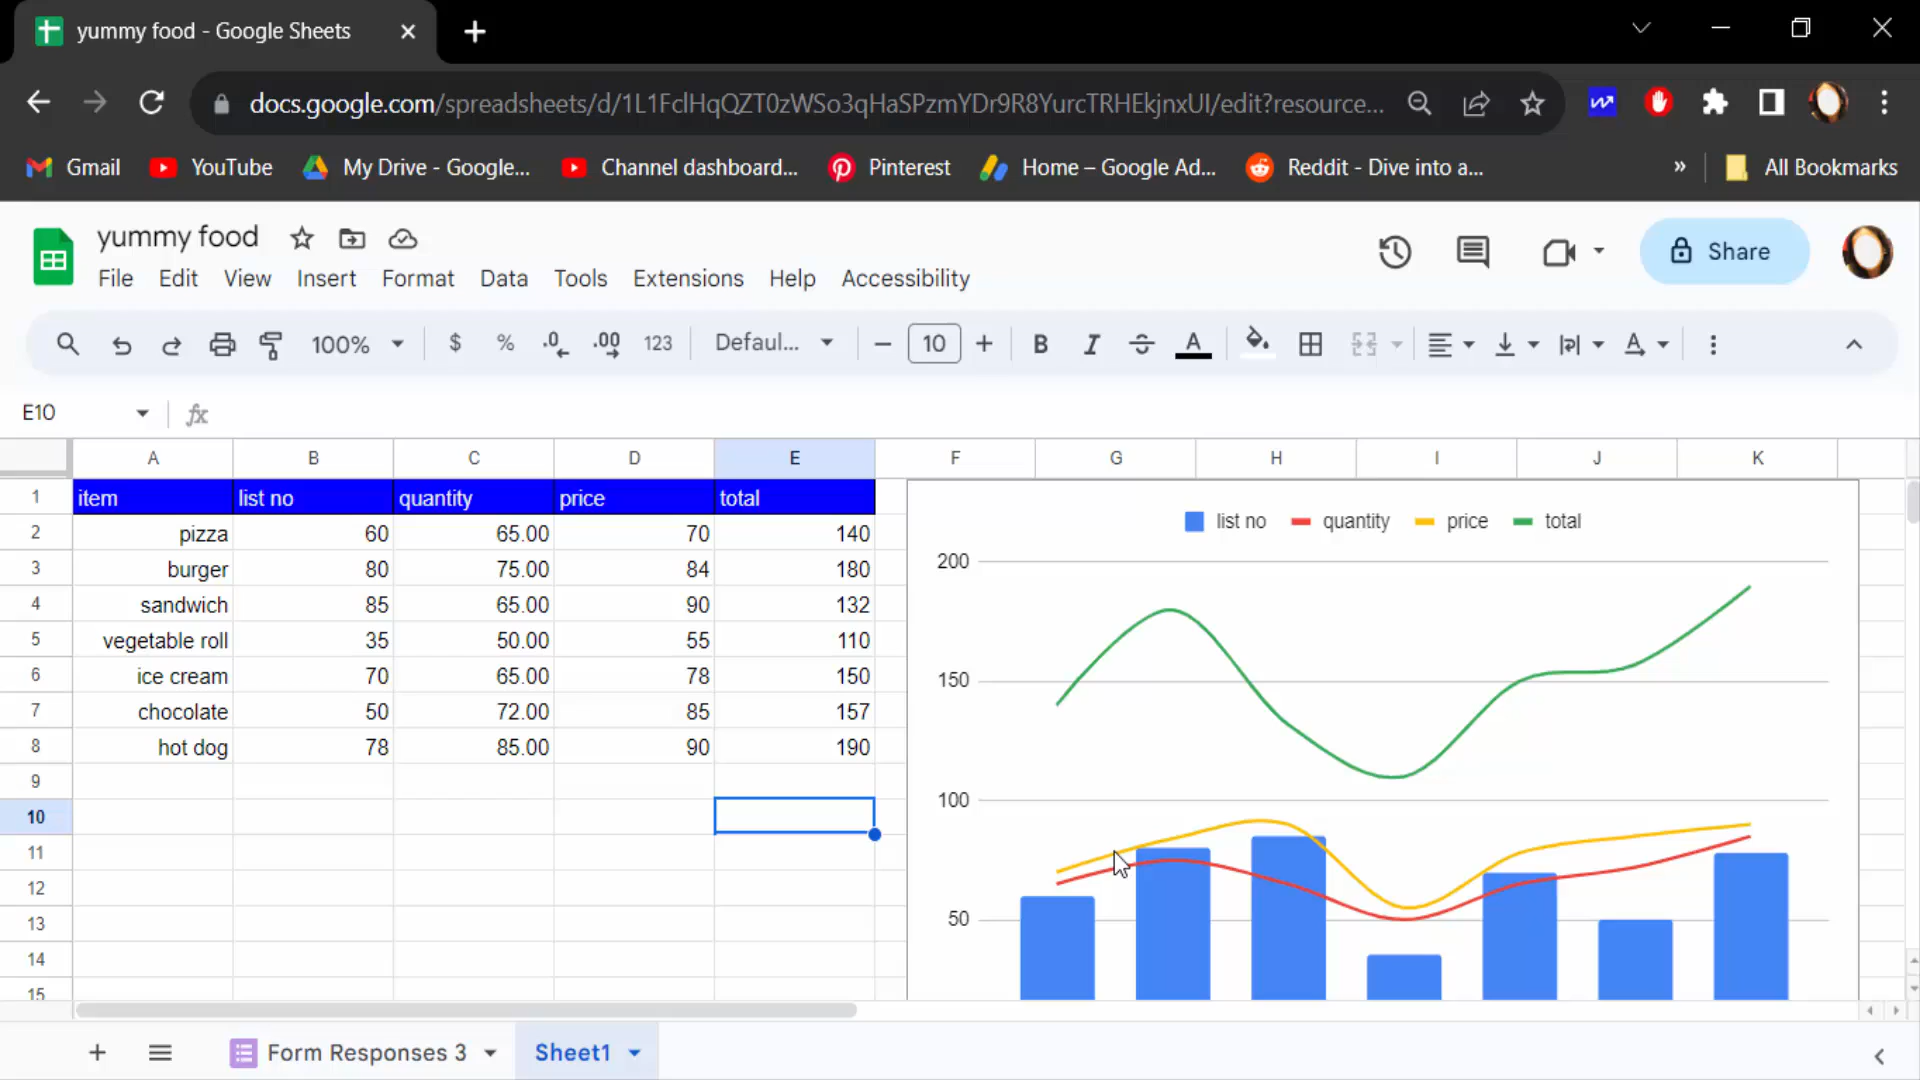 yummy food - Google Sheets
docs.google.com/spreadsheets/d/1L1FclHqQZT0zWSo3qHaSPzmYDr9R8YurcTRHEkjnxUI/edit?resource...
Gmail YouTube My Drive - Google... Channel dashboard... Pinterest Home – Google Ad... Reddit - Dive into a... » All Bookmarks
yummy food
Share
File Edit View Insert Format Data Tools Extensions Help Accessibility
100% $ % .0 .00 123 Defaul... 10 B I A A
E10 fx
A B C D E F G H I J K
1 item list no quantity price total
2 pizza 60 65.00 70 140
3 burger 80 75.00 84 180
4 sandwich 85 65.00 90 132
5 vegetable roll 35 50.00 55 110
6 ice cream 70 65.00 78 150
7 chocolate 50 72.00 85 157
8 hot dog 78 85.00 90 190
9
10
11
12
13
14
15
list no quantity price total
200
150
100
50
Form Responses 3 Sheet1